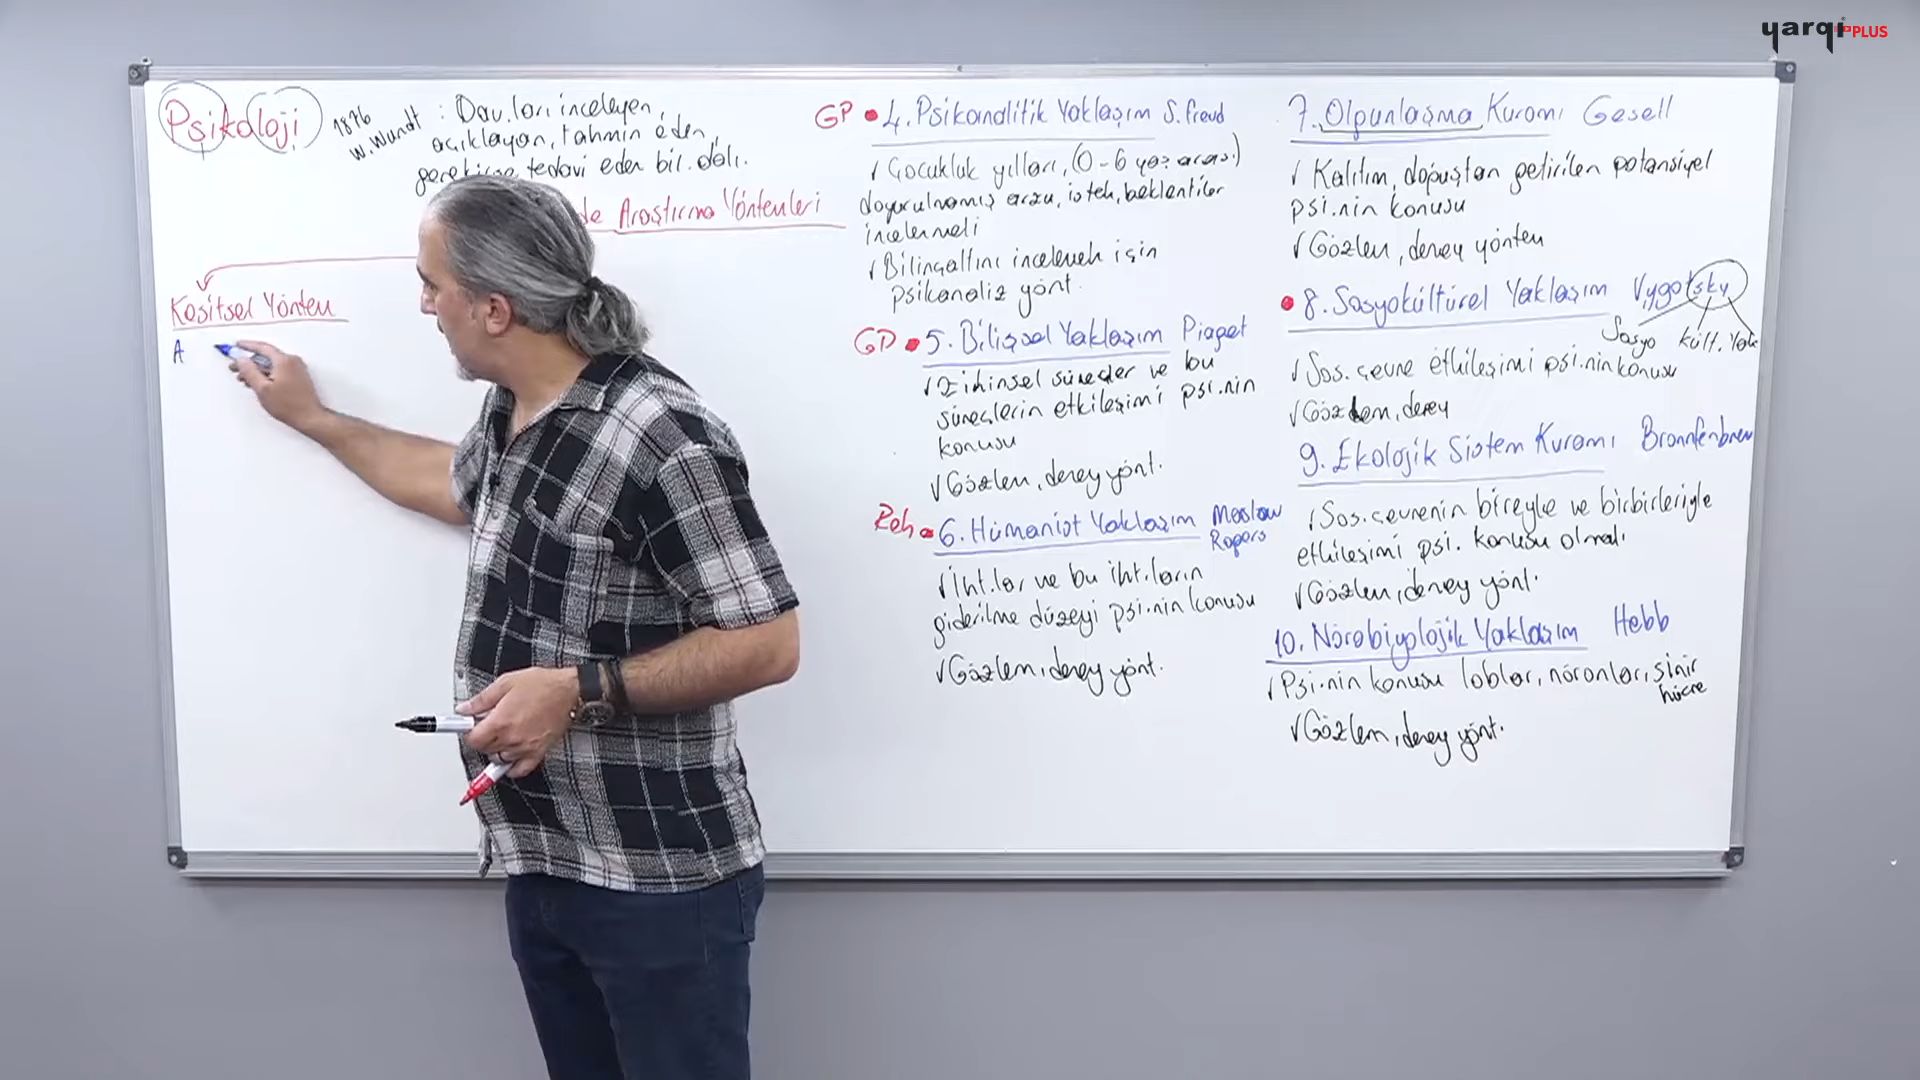 yarqi PLUS
Psikoloji
1876
W. Wundt
: Dav.ları inceleyen,
açıklayan, tahmin eden,
gerekirse tedavi eden bil. dalı.
de Araştırma Yöntemleri
Kesitsel Yöntem
A
GP • 4. Psikanalitik Yaklaşım S. Freud
√ Çocukluk yılları, (0-6 yaş arası)
doyurulmamış arzu, istek, beklentiler
incelenmeli
√ Bilinçaltını incelemek için
psikanaliz yönt.
GP • 5. Bilişsel Yaklaşım Piaget
√ Zihinsel süreçler ve bu
süreçlerin etkileşimi psi.nin
konusu
√ Gözlem, deney yönt.
Reh • 6. Hümanist Yaklaşım Maslow
Rogers
√ İht.lar ve bu iht.ların
giderilme düzeyi psi.nin konusu
√ Gözlem, deney yönt.
7. Olgunlaşma Kuramı Gesell
√ Kalıtım, doğuştan getirilen potansiyel
psi.nin konusu
√ Gözlem, deney yöntem
• 8. Sosyokültürel Yaklaşım Vygotsky
Sosyo kült. Yak
√ Sos. çevre etkileşimi psi.nin konusu
√ Gözlem, deney
9. Ekolojik Sistem Kuramı Bronfenbren
√ Sos. çevrenin bireyle ve birbirleriyle
etkileşimi psi. konusu olmalı
√ Gözlem, deney yönt.
10. Nörobiyolojik Yaklaşım Hebb
√ Psi.nin konusu loblar, nöronlar, sinir
hücre
√ Gözlem, deney yönt.